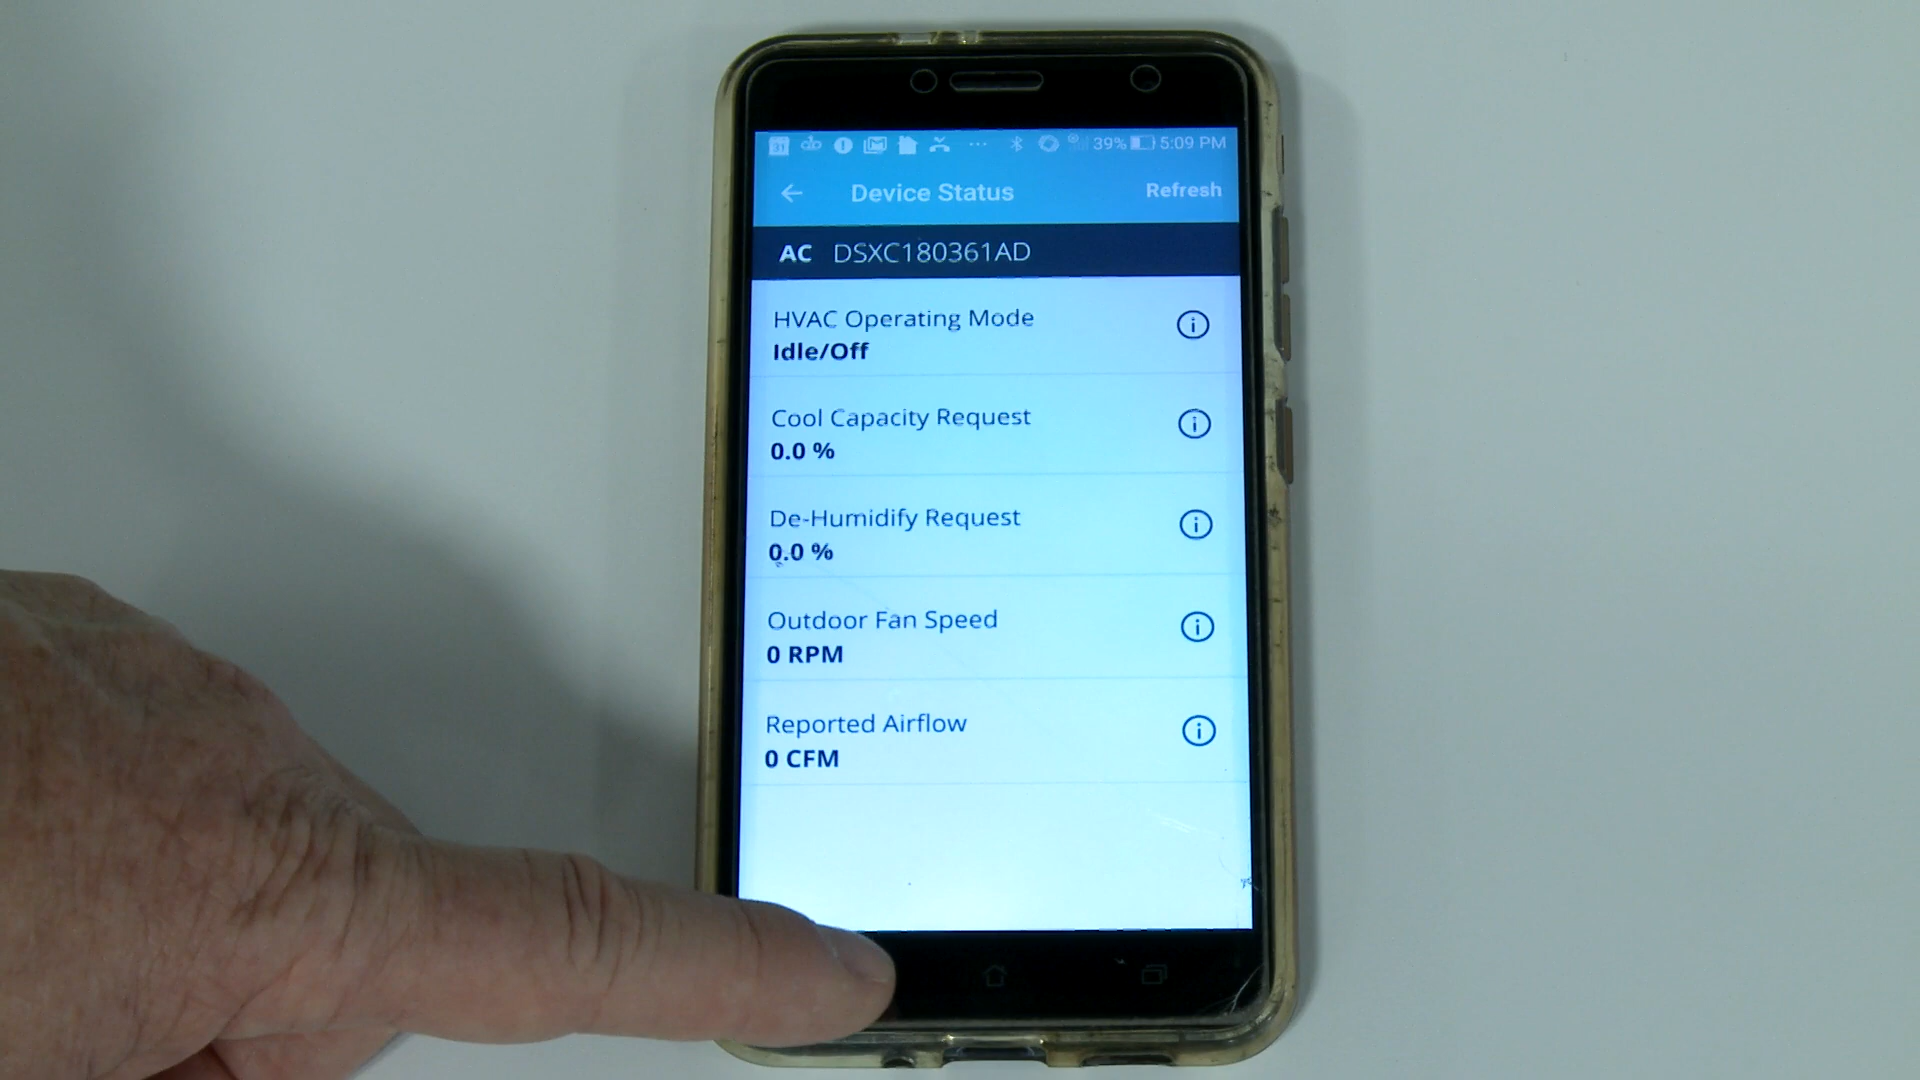 31 39% 5:09 PM
Device Status Refresh
AC DSXC180361AD
HVAC Operating Mode
Idle/Off
Cool Capacity Request
0.0 %
De-Humidify Request
0.0 %
Outdoor Fan Speed
0 RPM
Reported Airflow
0 CFM